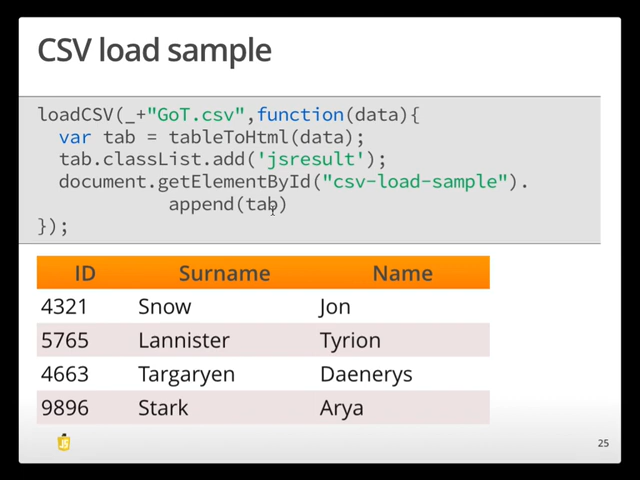 CSV load sample
loadCSV(_+"GoT.csv",function(data){
var tab = tableToHtml(data);
tab.classList.add('jsresult');
document.getElementById("csv-load-sample").
append(tab)
});
ID Surname Name
4321 Snow Jon
5765 Lannister Tyrion
4663 Targaryen Daenerys
9896 Stark Arya
JS
25